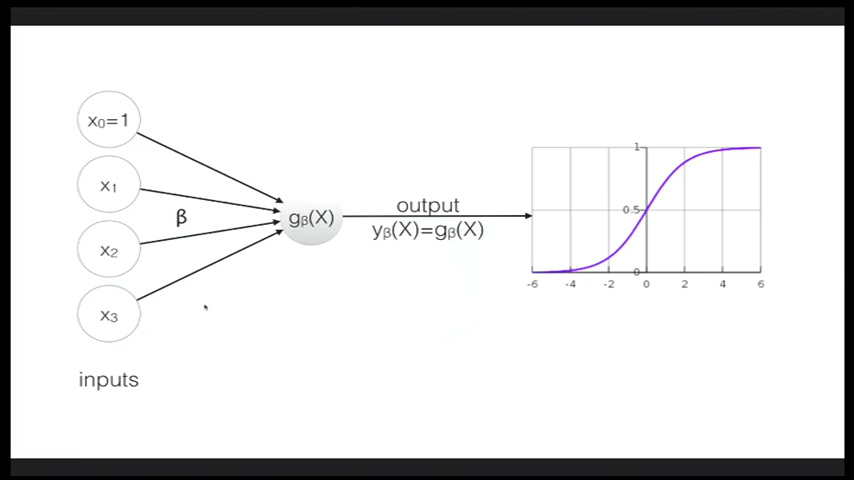 x₀=1
x₁
β
x₂
x₃
inputs
gᵦ(X)
output
yᵦ(X)=gᵦ(X)
1
0.5
0
-6 -4 -2 0 2 4 6